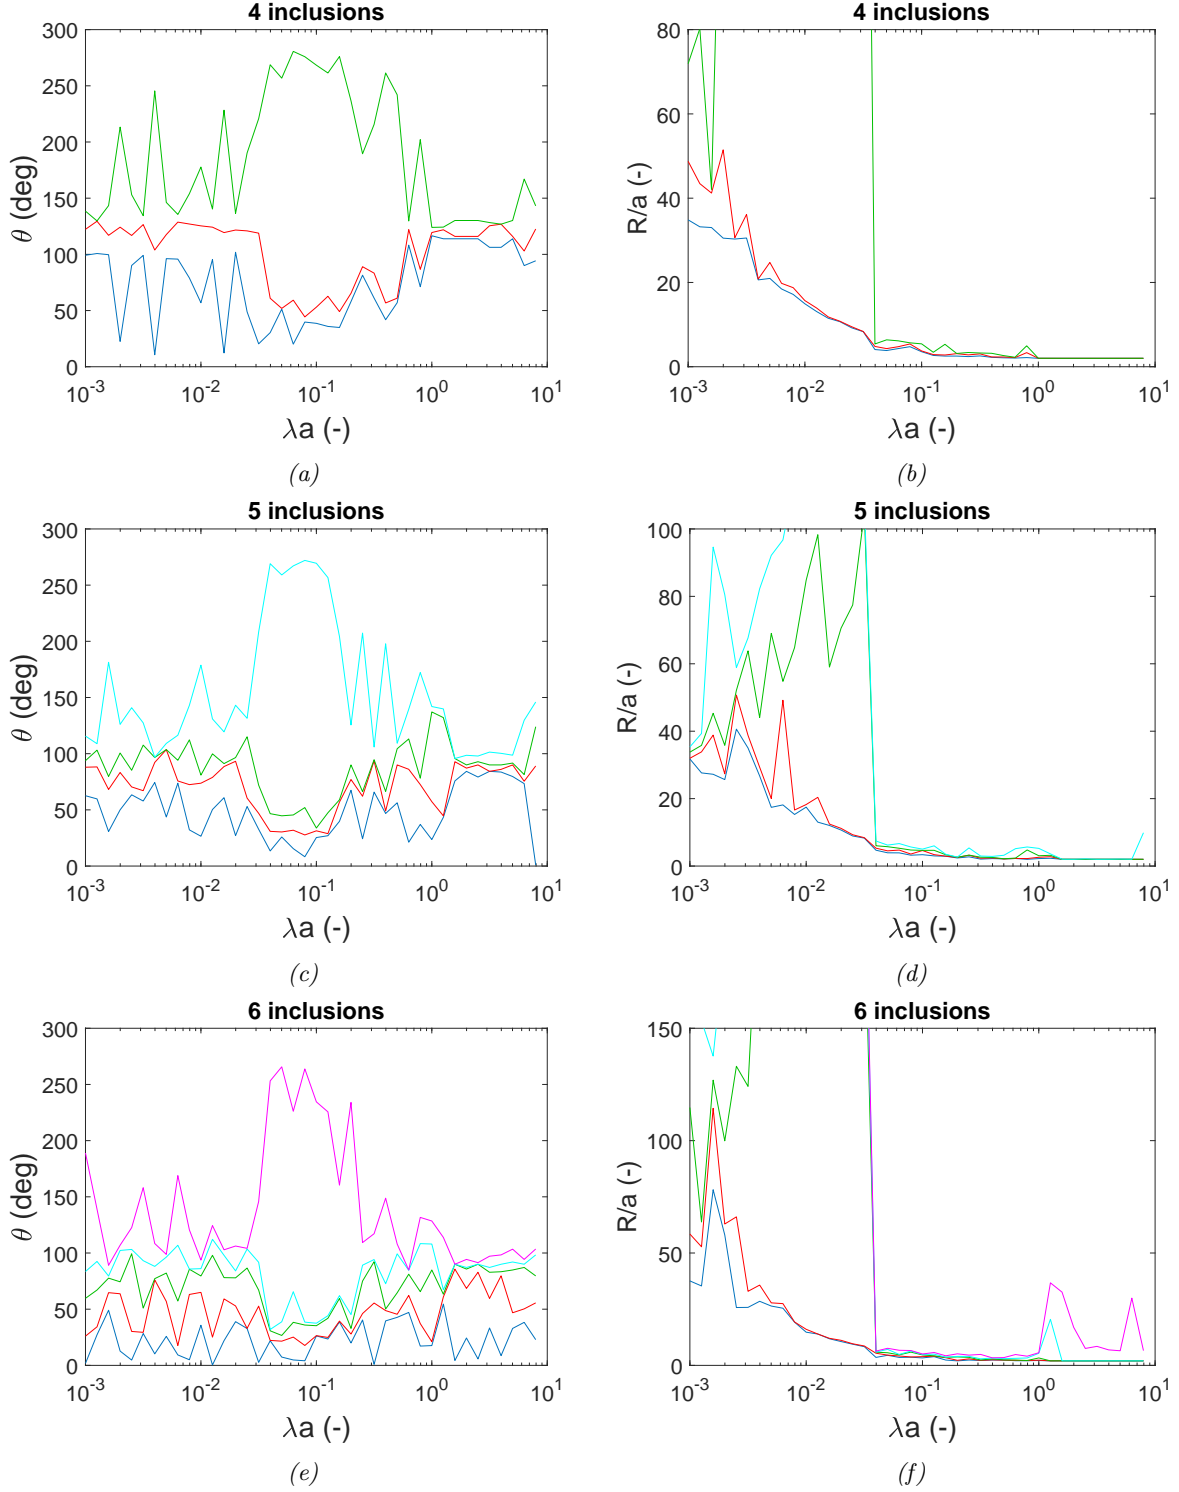 4 inclusions
300
250
200
150
100
50
0
θ (deg)
10⁻³ 10⁻² 10⁻¹ 10⁰ 10¹
λa (-)
(a)
4 inclusions
80
60
40
20
0
R/a (-)
10⁻³ 10⁻² 10⁻¹ 10⁰ 10¹
λa (-)
(b)
5 inclusions
300
250
200
150
100
50
0
θ (deg)
10⁻³ 10⁻² 10⁻¹ 10⁰ 10¹
λa (-)
(c)
5 inclusions
100
80
60
40
20
0
R/a (-)
10⁻³ 10⁻² 10⁻¹ 10⁰ 10¹
λa (-)
(d)
6 inclusions
300
250
200
150
100
50
0
θ (deg)
10⁻³ 10⁻² 10⁻¹ 10⁰ 10¹
λa (-)
(e)
6 inclusions
150
100
50
0
R/a (-)
10⁻³ 10⁻² 10⁻¹ 10⁰ 10¹
λa (-)
(f)